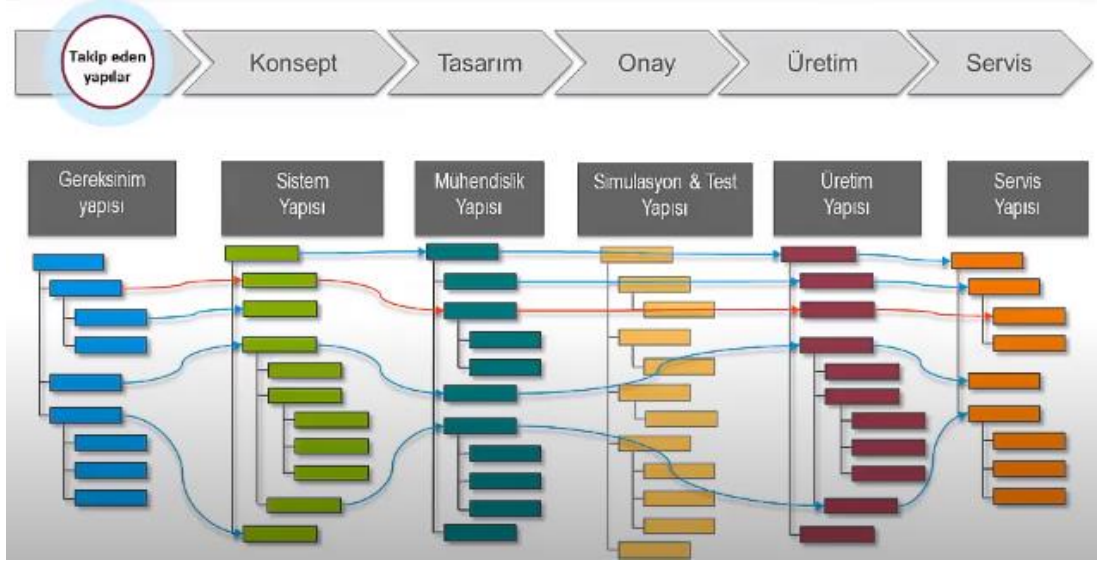 Takip eden
yapılar
Konsept
Tasarım
Onay
Üretim
Servis
Gereksinim
yapısı
Sistem
Yapısı
Mühendislik
Yapısı
Simulasyon & Test
Yapısı
Üretim
Yapısı
Servis
Yapısı